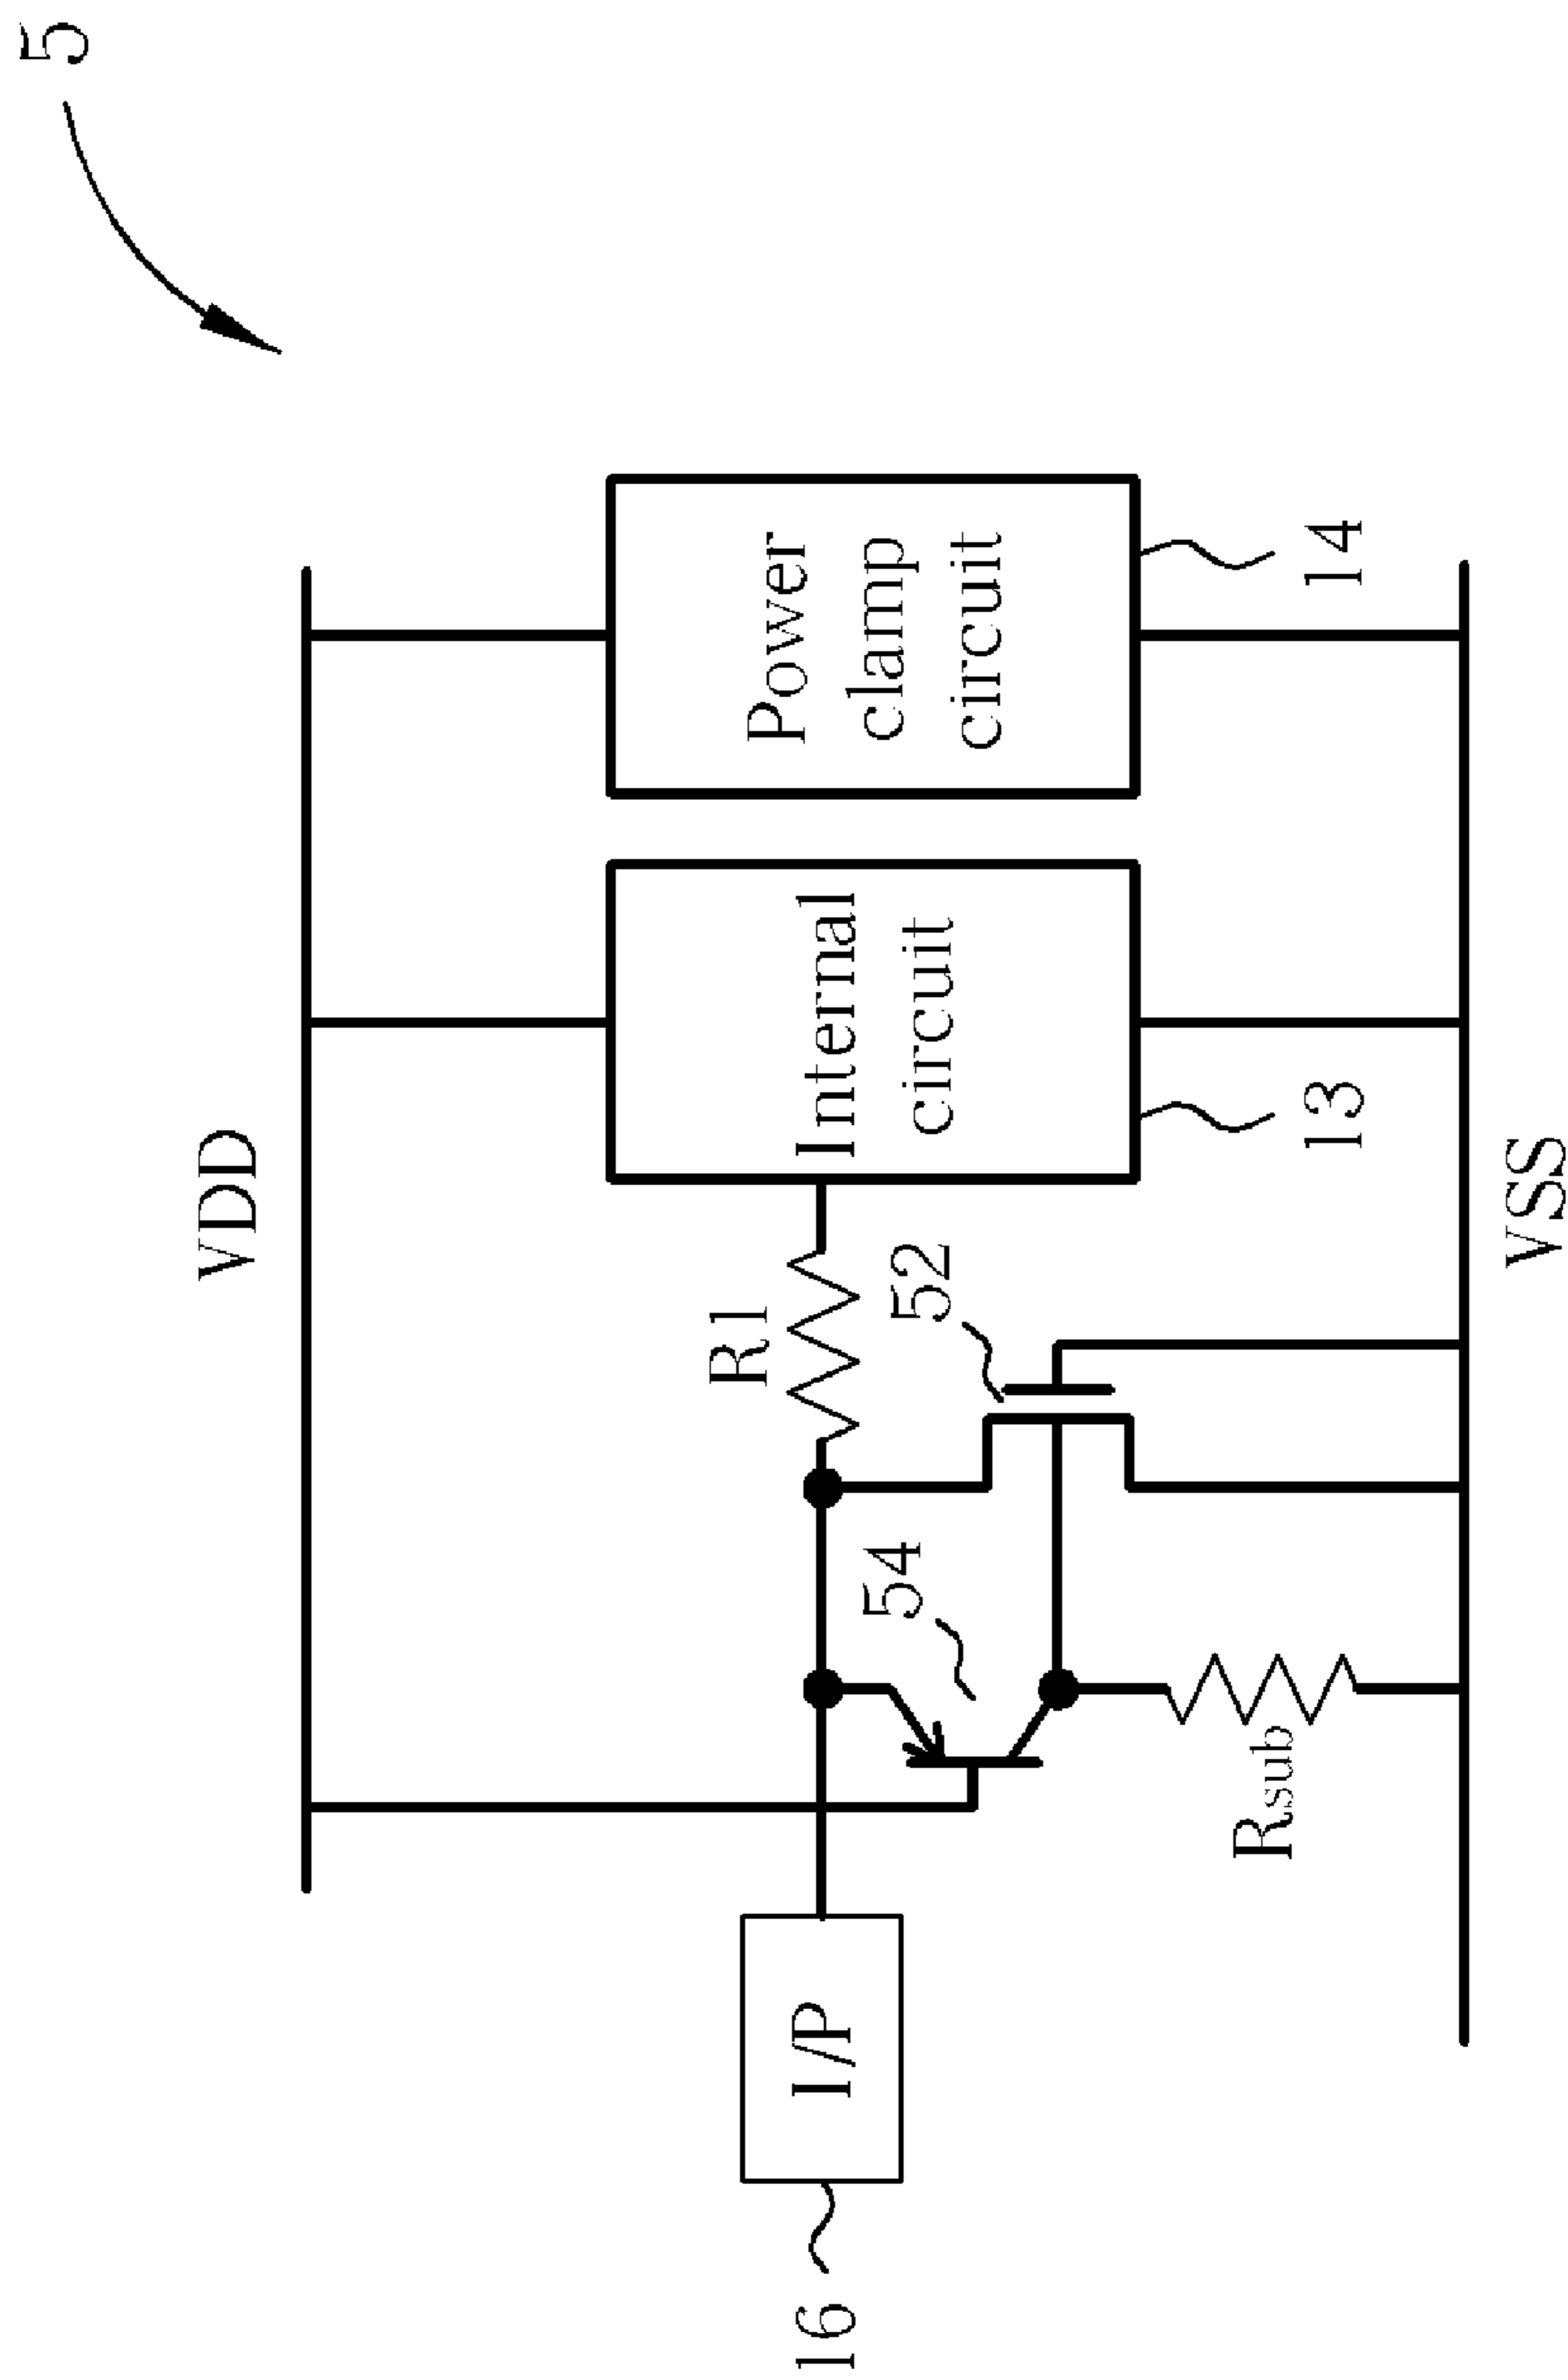 5
VDD
I/P
16
54
R1
52
Rsub
Internal
circuit
13
Power
clamp
circuit
14
VSS